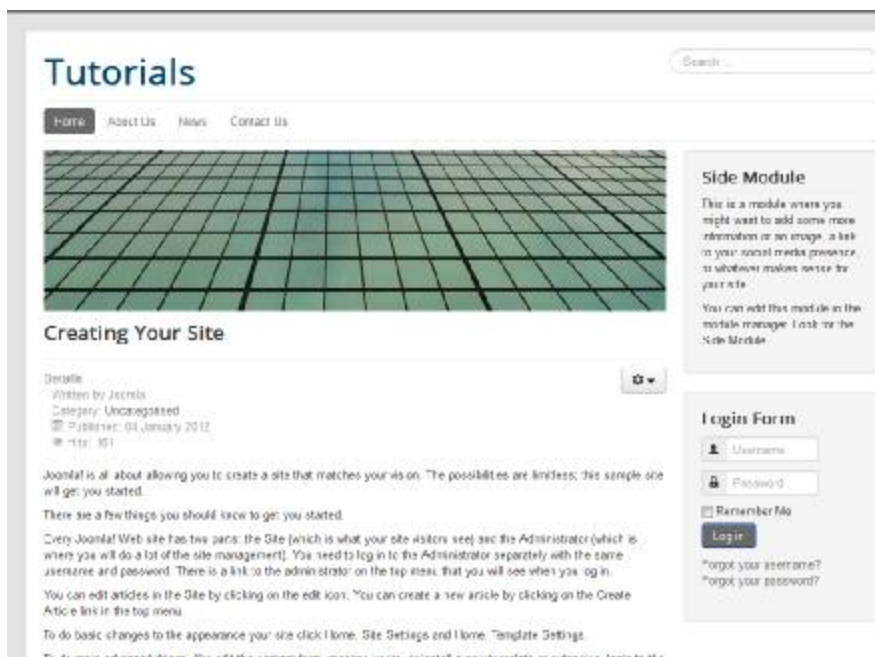 Tutorials
Search ...
Home About Us News Contact Us
Creating Your Site
Details
Written by Joomla
Category: Uncategorised
Published: 04 January 2012
Hits: 161
Joomla! is all about allowing you to create a site that matches your vision. The possibilities are limitless; this sample site
will get you started.
There are a few things you should know to get you started.
Every Joomla! Web site has two parts: the Site (which is what your site visitors see) and the Administrator (which is
where you will do a lot of the site management). You need to log in to the Administrator separately with the same
username and password. There is a link to the administrator on the top menu that you will see when you log in.
You can edit articles in the Site by clicking on the edit icon. You can create a new article by clicking on the Create
Article link in the top menu.
To do basic changes to the appearance your site click Home, Site Settings and Home, Template Settings.
Side Module
This is a module where you
might want to add some more
information or an image, a link
to your social media presence,
or whatever makes sense for
your site.
You can edit this module in the
module manager. Look for the
Side Module.
Login Form
Username
Password
Remember Me
Log in
Forgot your username?
Forgot your password?